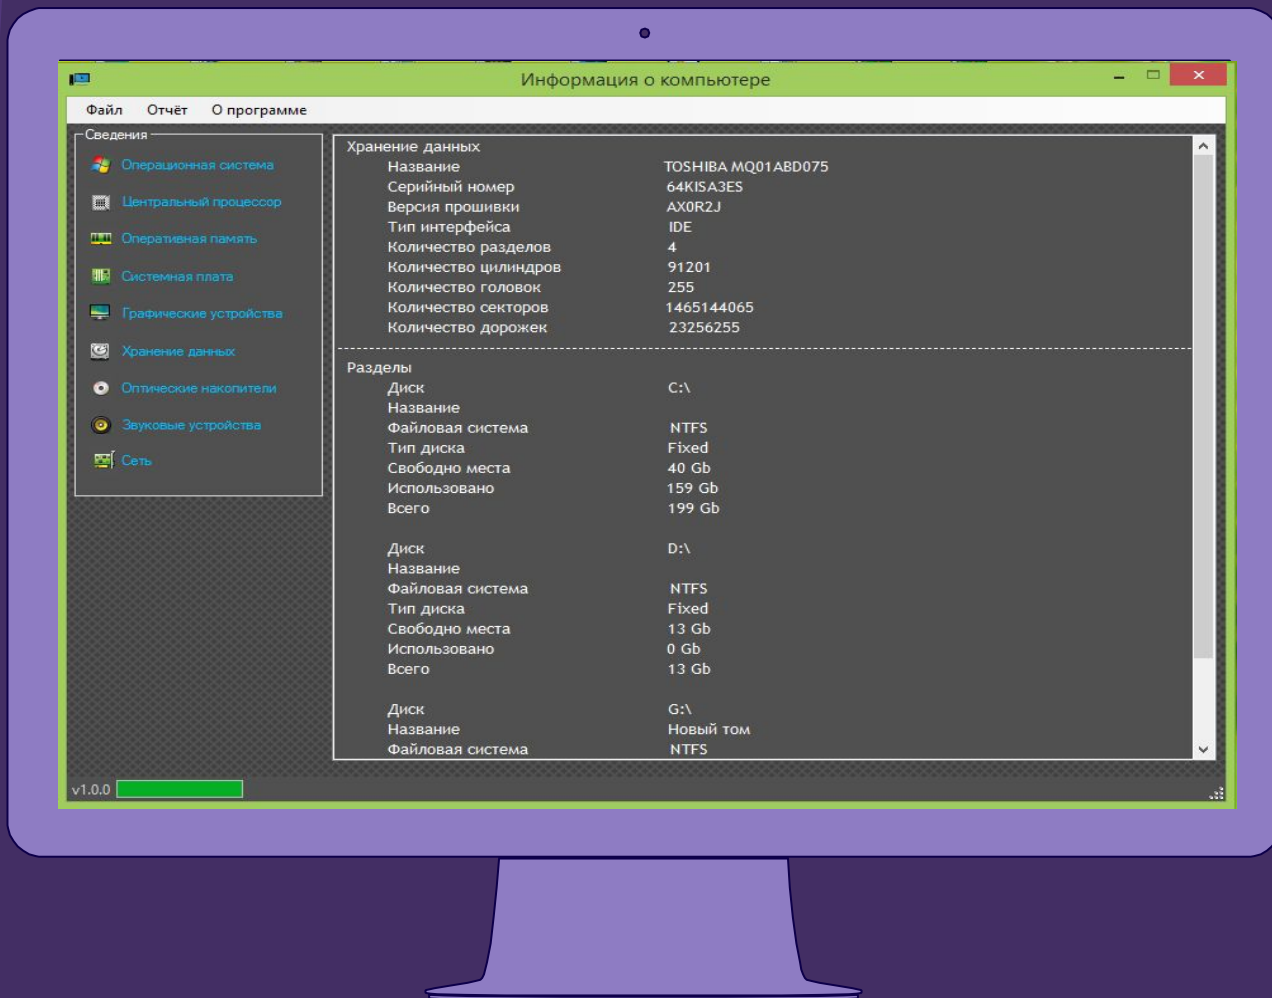 Информация о компьютере
Файл Отчёт О программе
Сведения
Операционная система
Центральный процессор
Оперативная память
Системная плата
Графические устройства
Хранение данных
Оптические накопители
Звуковые устройства
Сеть
Хранение данных
Название TOSHIBA MQ01ABD075
Серийный номер 64KISA3ES
Версия прошивки AX0R2J
Тип интерфейса IDE
Количество разделов 4
Количество цилиндров 91201
Количество головок 255
Количество секторов 1465144065
Количество дорожек 23256255
Разделы
Диск C:\
Название
Файловая система NTFS
Тип диска Fixed
Свободно места 40 Gb
Использовано 159 Gb
Всего 199 Gb
Диск D:\
Название
Файловая система NTFS
Тип диска Fixed
Свободно места 13 Gb
Использовано 0 Gb
Всего 13 Gb
Диск G:\
Название Новый том
Файловая система NTFS
v1.0.0